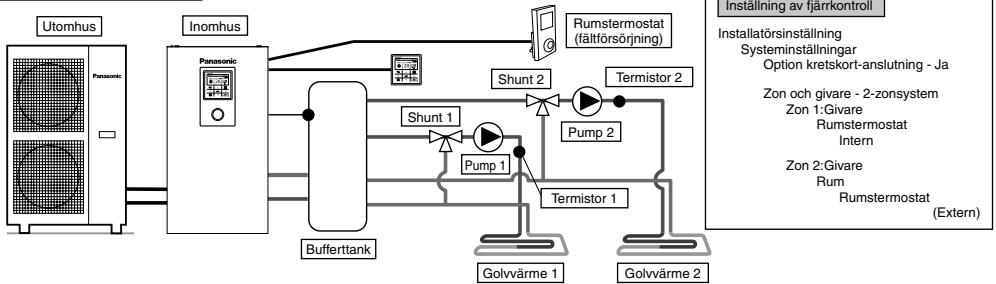 Utomhus
Inomhus
Panasonic
Panasonic
Rumstermostat
(fältförsörjning)
Shunt 2
Termistor 2
Shunt 1
Pump 2
Pump 1
Termistor 1
Bufferttank
Golvvärme 1
Golvvärme 2
Inställning av fjärrkontroll
Installatörsinställning
Systeminställningar
Option kretskort-anslutning - Ja
Zon och givare - 2-zonsystem
Zon 1:Givare
Rumstermostat
Intern
Zon 2:Givare
Rum
Rumstermostat
(Extern)